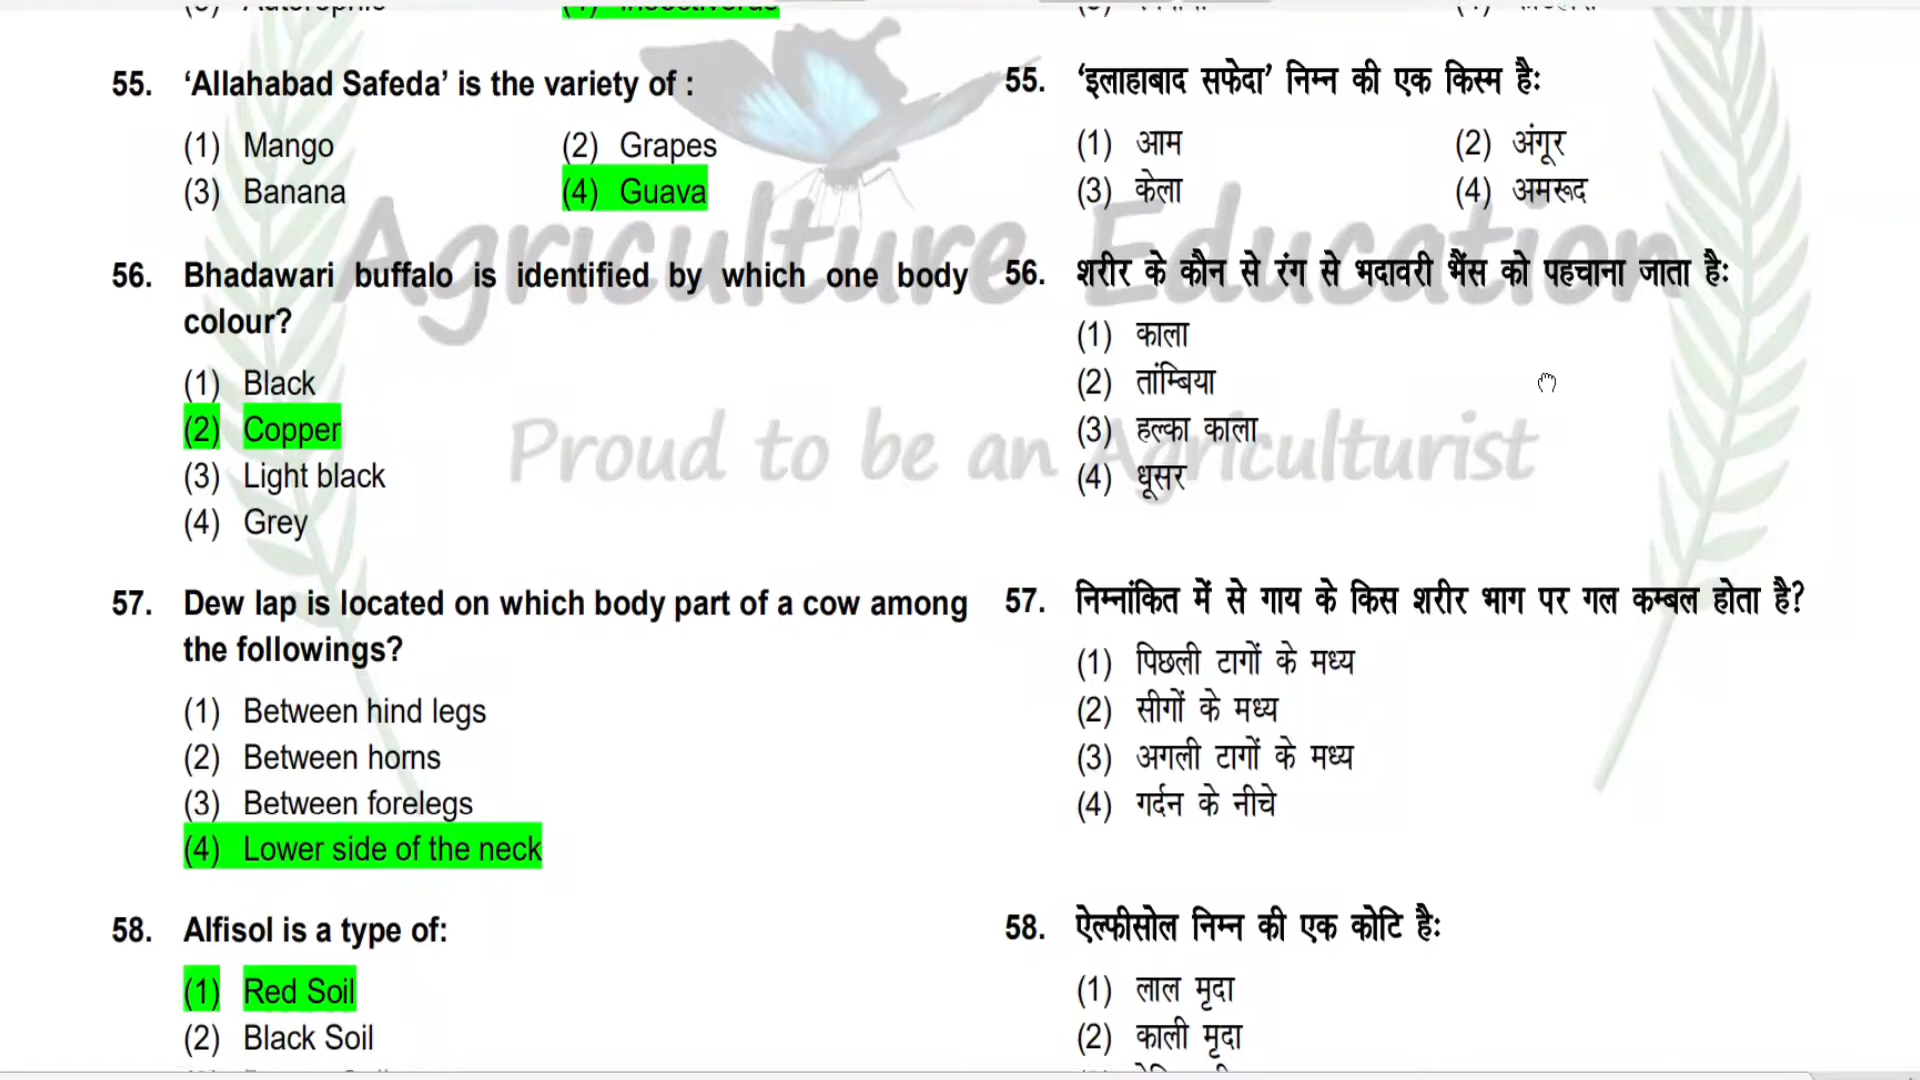 55. ‘Allahabad Safeda’ is the variety of :
(1) Mango (2) Grapes
(3) Banana (4) Guava
56. Bhadawari buffalo is identified by which one body
colour?
(1) Black
(2) Copper
(3) Light black
(4) Grey
57. Dew lap is located on which body part of a cow among
the followings?
(1) Between hind legs
(2) Between horns
(3) Between forelegs
(4) Lower side of the neck
58. Alfisol is a type of:
(1) Red Soil
(2) Black Soil
55. ‘इलाहाबाद सफेदा’ निम्न की एक किस्म हैः
(1) आम (2) अंगूर
(3) केला (4) अमरूद
56. शरीर के कौन से रंग से भदावरी भैंस को पहचाना जाता हैः
(1) काला
(2) तांम्बिया
(3) हल्का काला
(4) धूसर
57. निम्नांकित में से गाय के किस शरीर भाग पर गल कम्बल होता है?
(1) पिछली टागों के मध्य
(2) सीगों के मध्य
(3) अगली टागों के मध्य
(4) गर्दन के नीचे
58. ऐल्फीसोल निम्न की एक कोटि हैः
(1) लाल मृदा
(2) काली मृदा
Agriculture Education
Proud to be an Agriculturist